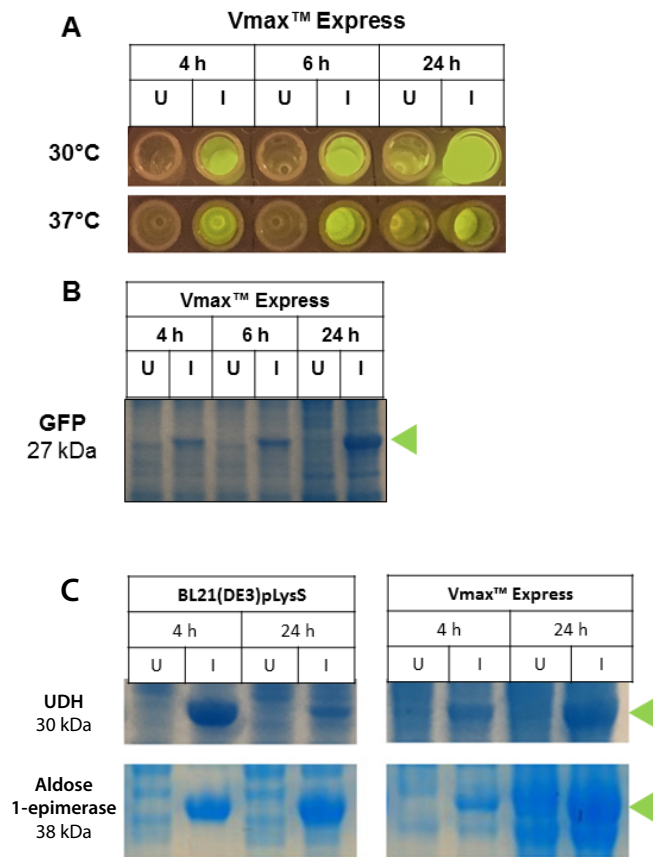 A
Vmax™ Express
4 h 6 h 24 h
U I U I U I
30°C
37°C
B
Vmax™ Express
4 h 6 h 24 h
U I U I U I
GFP
27 kDa
C
BL21(DE3)pLysS
4 h 24 h
U I U I
Vmax™ Express
4 h 24 h
U I U I
UDH
30 kDa
Aldose
1-epimerase
38 kDa